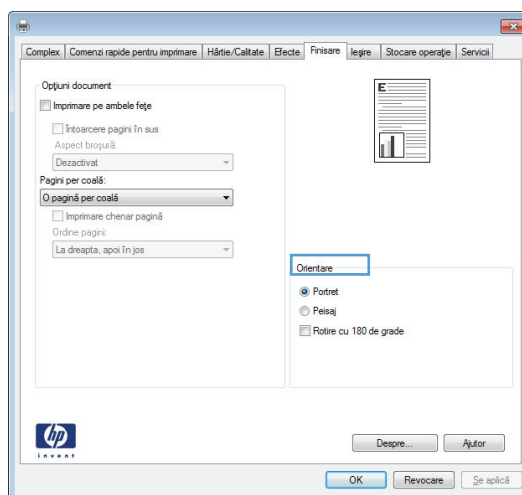 Complex Comenzi rapide pentru imprimare Hârtie/Calitate Efecte Finisare Ieşire Stocare operaţie Servicii
Opţiuni document
Imprimare pe ambele feţe
Întoarcere pagini în sus
Aspect broşură:
Dezactivat
Pagini per coală:
O pagină per coală
Imprimare chenar pagină
Ordine pagini:
La dreapta, apoi în jos
E
Orientare
Portret
Peisaj
Rotire cu 180 de grade
hp
invent
Despre... Ajutor
OK Revocare Se aplică